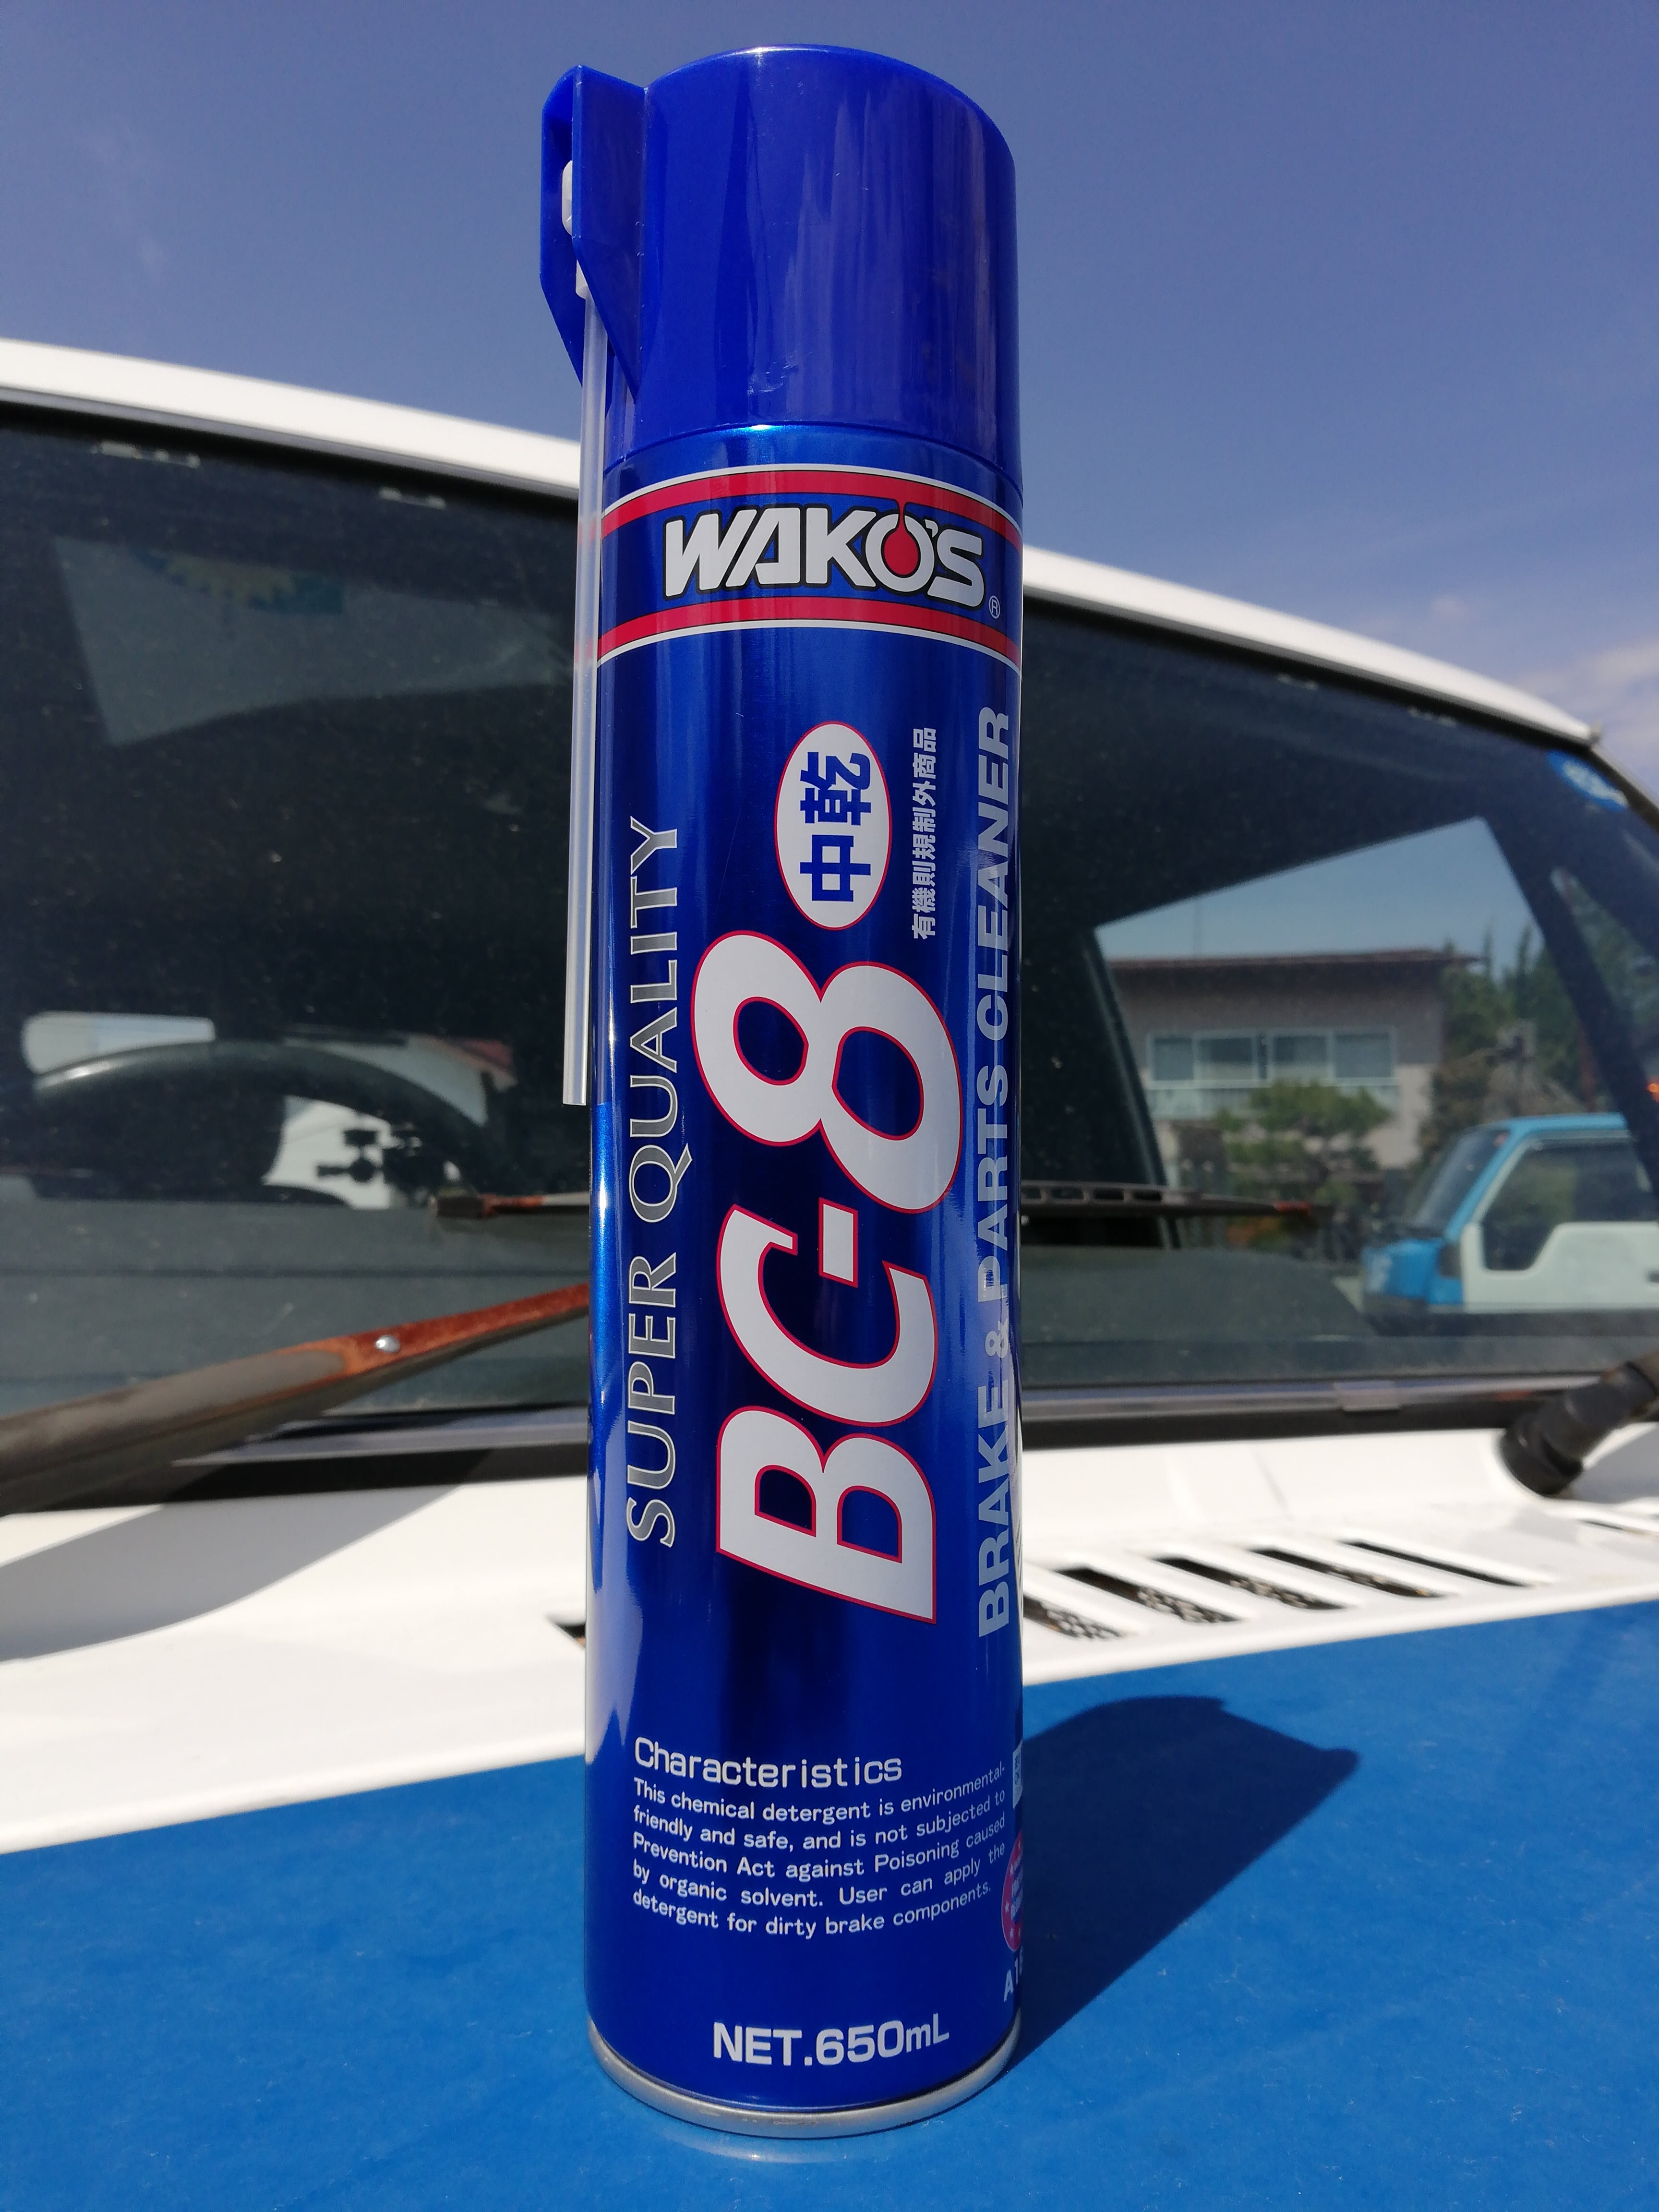 WAKO'S®
SUPER QUALITY
BC-8
中乾
有機則規制外商品
BRAKE & PARTS CLEANER
Characteristics
This chemical detergent is environmental-
friendly and safe, and is not subjected to
Prevention Act against Poisoning caused
by organic solvent. User can apply the
detergent for dirty brake components.
NET.650mL